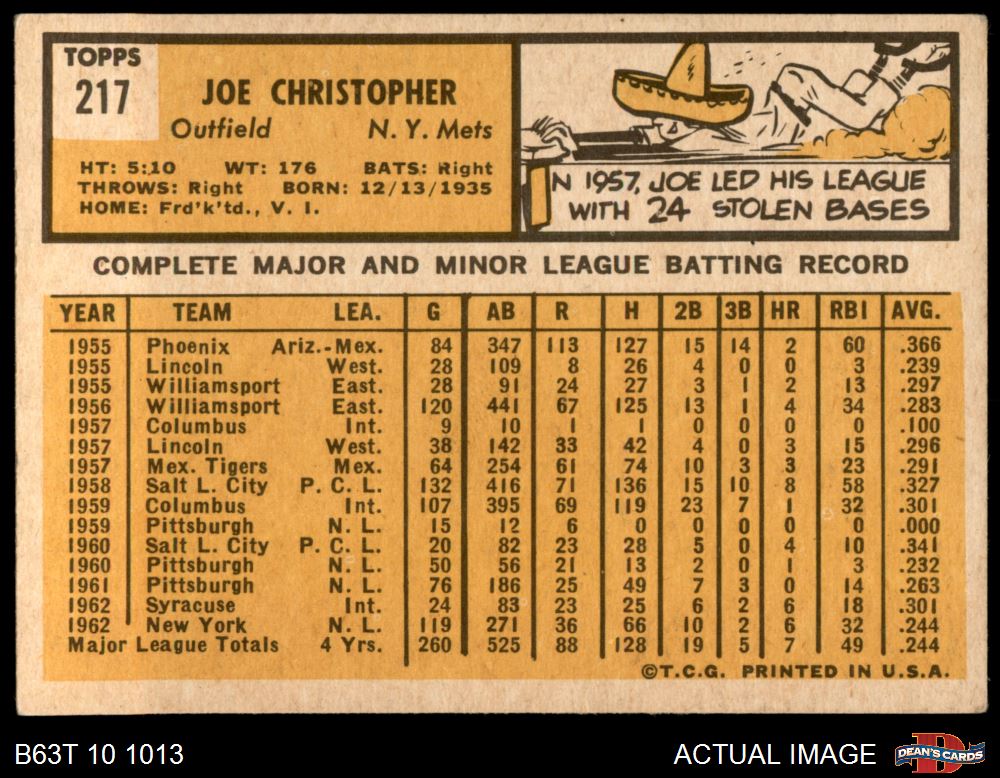 TOPPS
217
JOE CHRISTOPHER
Outfield N. Y. Mets
HT: 5:10 WT: 176 BATS: Right
THROWS: Right BORN: 12/13/1935
HOME: Frd'k'td., V. I.
IN 1957, JOE LED HIS LEAGUE
WITH 24 STOLEN BASES
COMPLETE MAJOR AND MINOR LEAGUE BATTING RECORD
YEAR TEAM LEA. G AB R H 2B 3B HR RBI AVG.
1955 Phoenix Ariz.-Mex. 84 347 113 127 15 14 2 60 .366
1955 Lincoln West. 28 109 8 26 4 0 0 3 .239
1955 Williamsport East. 28 91 24 27 3 1 2 13 .297
1956 Williamsport East. 120 441 67 125 13 1 4 34 .283
1957 Columbus Int. 9 10 1 1 0 0 0 0 .100
1957 Lincoln West. 38 142 33 42 4 0 3 15 .296
1957 Mex. Tigers Mex. 64 254 61 74 10 3 3 23 .291
1958 Salt L. City P. C. L. 132 416 71 136 15 10 8 58 .327
1959 Columbus Int. 107 395 69 119 23 7 1 32 .301
1959 Pittsburgh N. L. 15 12 6 0 0 0 0 0 .000
1960 Salt L. City P. C. L. 20 82 23 28 5 0 4 10 .341
1960 Pittsburgh N. L. 50 56 21 13 2 0 1 3 .232
1961 Pittsburgh N. L. 76 186 25 49 7 3 0 14 .263
1962 Syracuse Int. 24 83 23 25 6 2 6 18 .301
1962 New York N. L. 119 271 36 66 10 2 6 32 .244
Major League Totals 4 Yrs. 260 525 88 128 19 5 7 49 .244
©T.C.G. PRINTED IN U.S.A.
B63T 10 1013 ACTUAL IMAGE DEAN'S CARDS